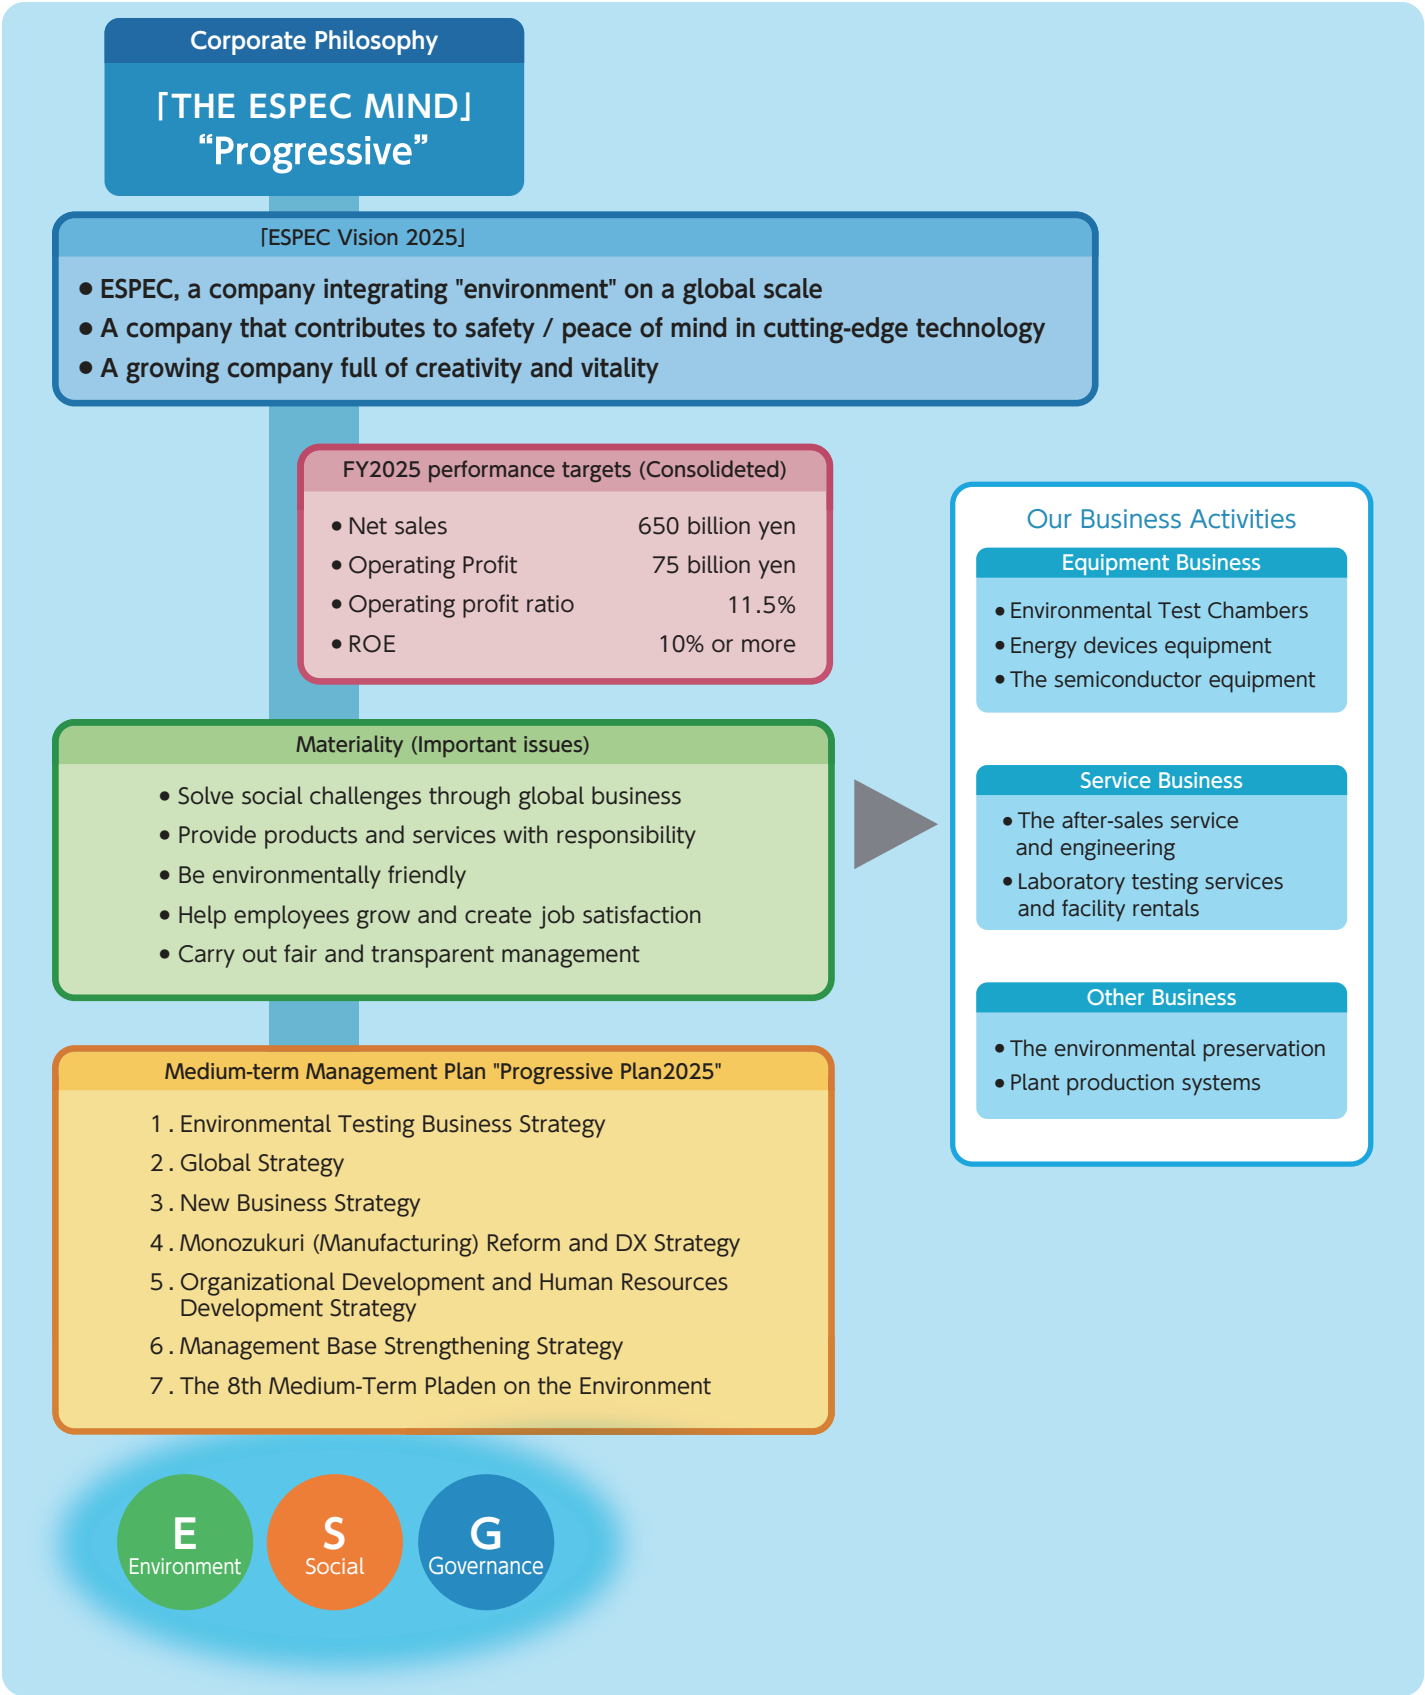 Corporate Philosophy
｢THE ESPEC MIND｣
“Progressive”
｢ESPEC Vision 2025｣
● ESPEC, a company integrating "environment" on a global scale
● A company that contributes to safety / peace of mind in cutting-edge technology
● A growing company full of creativity and vitality
FY2025 performance targets (Consolideted)
● Net sales 650 billion yen
● Operating Profit 75 billion yen
● Operating profit ratio 11.5%
● ROE 10% or more
Materiality (Important issues)
● Solve social challenges through global business
● Provide products and services with responsibility
● Be environmentally friendly
● Help employees grow and create job satisfaction
● Carry out fair and transparent management
Medium-term Management Plan "Progressive Plan2025"
1. Environmental Testing Business Strategy
2. Global Strategy
3. New Business Strategy
4. Monozukuri (Manufacturing) Reform and DX Strategy
5. Organizational Development and Human Resources
Development Strategy
6. Management Base Strengthening Strategy
7. The 8th Medium-Term Pladen on the Environment
E
Environment
S
Social
G
Governance
Our Business Activities
Equipment Business
● Environmental Test Chambers
● Energy devices equipment
● The semiconductor equipment
Service Business
● The after-sales service
and engineering
● Laboratory testing services
and facility rentals
Other Business
● The environmental preservation
● Plant production systems